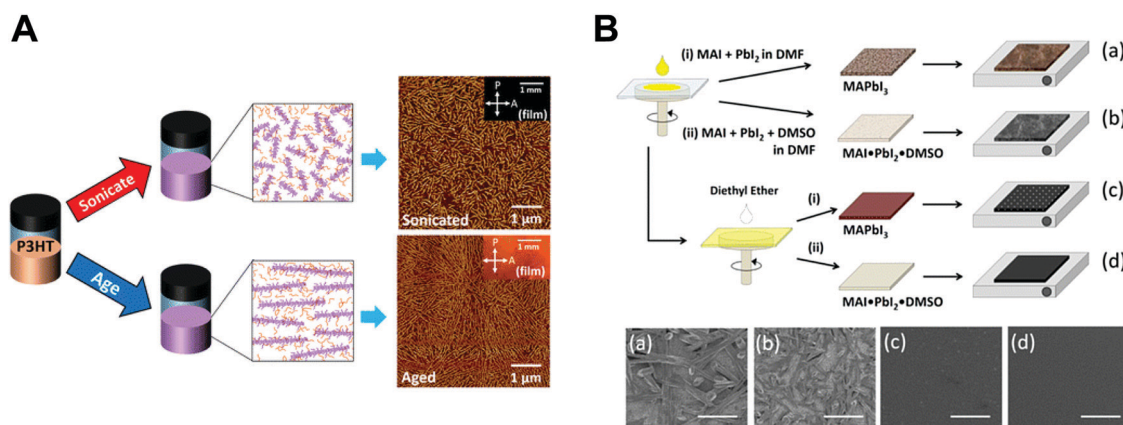 A
Sonicate
P3HT
Age
P
A
1 mm
(film)
Sonicated
1 µm
P
A
1 mm
(film)
Aged
1 µm
B
(i) MAI + PbI₂ in DMF
MAPbI₃
(a)
(ii) MAI + PbI₂ + DMSO
in DMF
MAI•PbI₂•DMSO
(b)
Diethyl Ether
(i)
MAPbI₃
(c)
(ii)
MAI•PbI₂•DMSO
(d)
(a)
(b)
(c)
(d)